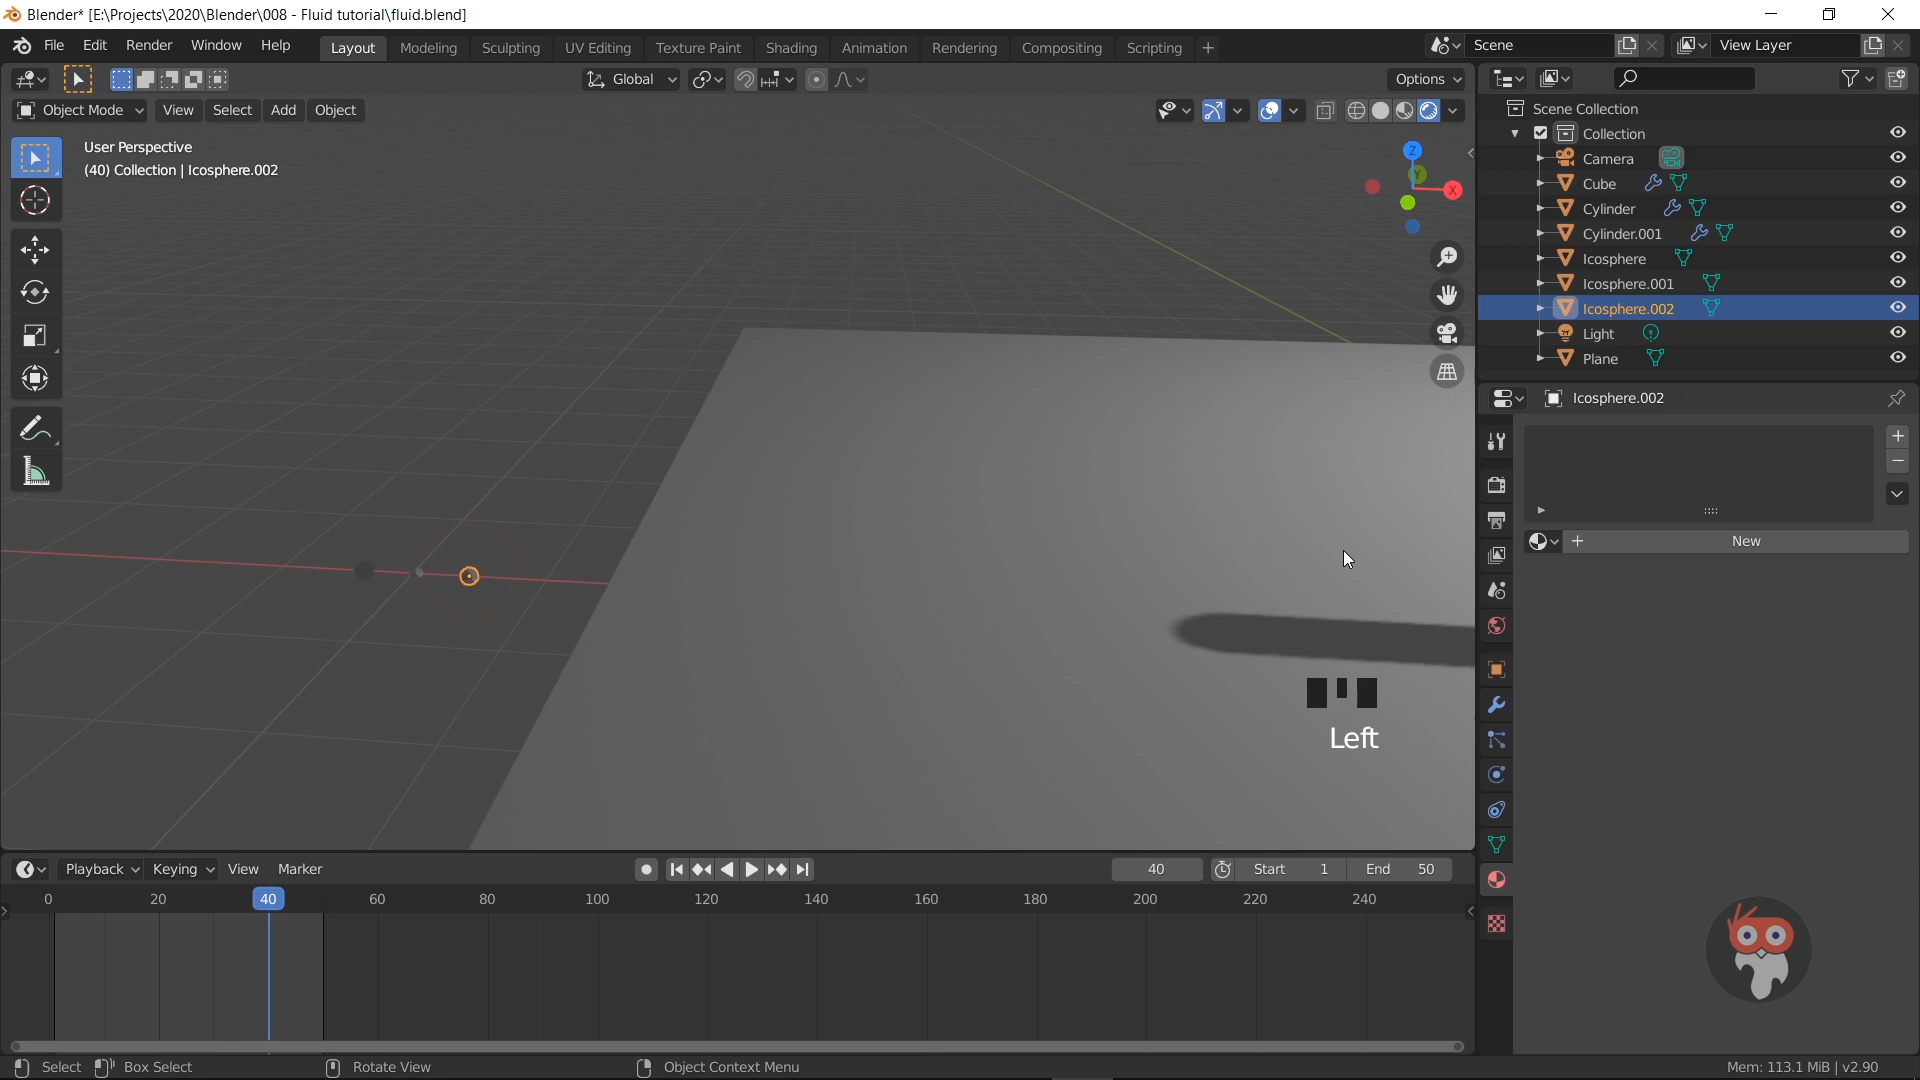 Blender* [E:\Projects\2020\Blender\008 - Fluid tutorial\fluid.blend]
File Edit Render Window Help
Layout Modeling Sculpting UV Editing Texture Paint Shading Animation Rendering Compositing Scripting +
Scene
View Layer
Global
Options
Object Mode View Select Add Object
User Perspective
(40) Collection | Icosphere.002
Z
Y
X
Left
Scene Collection
Collection
Camera
Cube
Cylinder
Cylinder.001
Icosphere
Icosphere.001
Icosphere.002
Light
Plane
Icosphere.002
New
Playback Keying View Marker
40
Start 1
End 50
0 20 40 60 80 100 120 140 160 180 200 220 240
Select Box Select Rotate View Object Context Menu
Mem: 113.1 MiB | v2.90